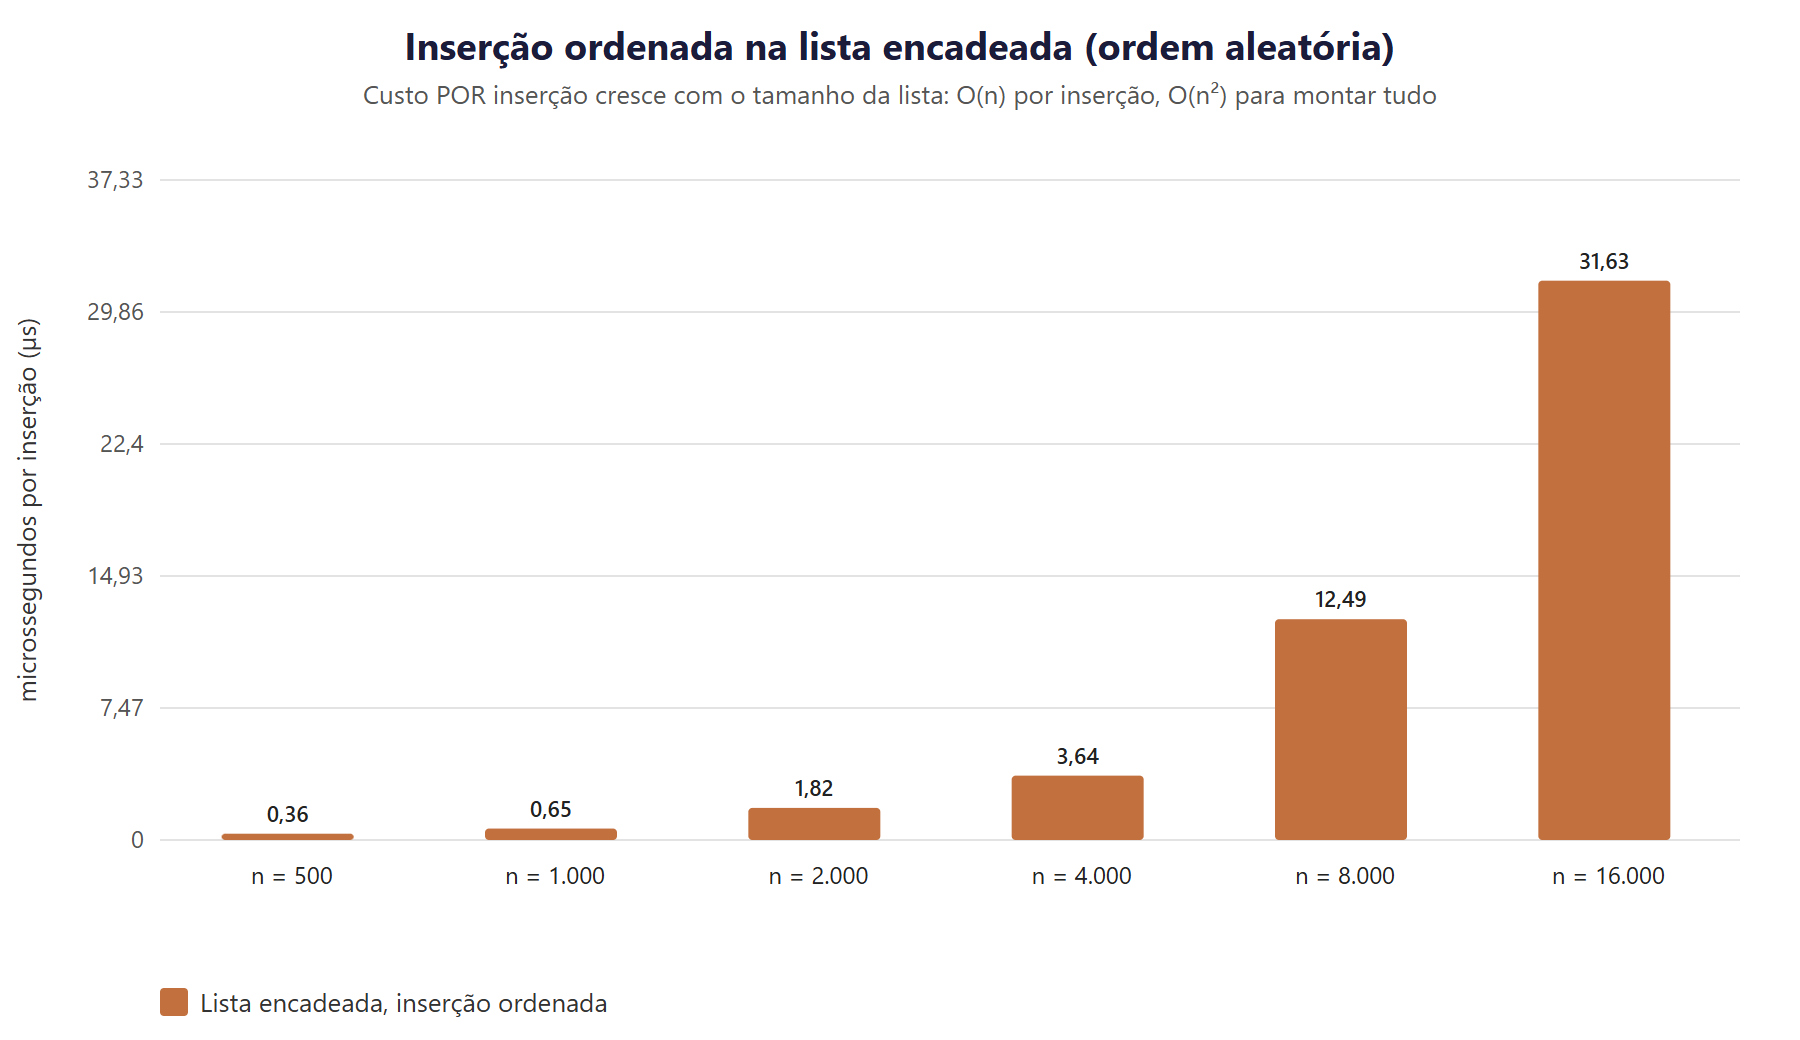 Inserção ordenada na lista encadeada (ordem aleatória)
Custo POR inserção cresce com o tamanho da lista: O(n) por inserção, O(n²) para montar tudo
microssegundos por inserção (µs)
37,33
29,86
22,4
14,93
7,47
0
0,36
0,65
1,82
3,64
12,49
31,63
n = 500
n = 1.000
n = 2.000
n = 4.000
n = 8.000
n = 16.000
Lista encadeada, inserção ordenada